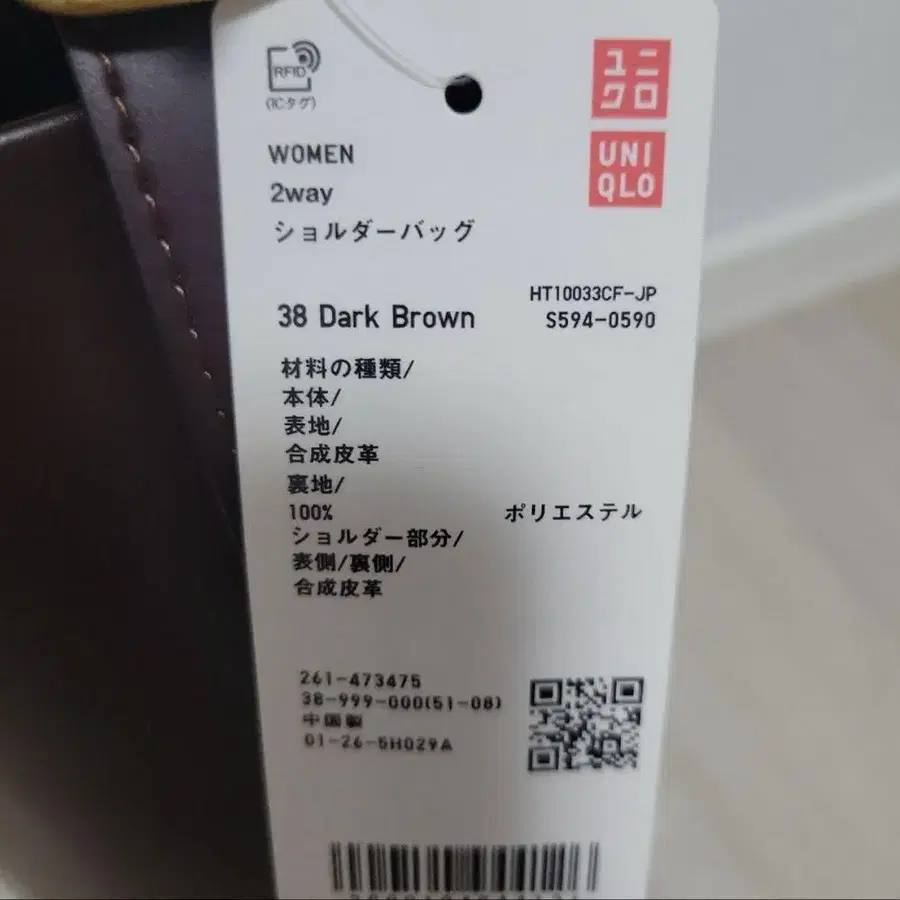 RFID
(ICタグ)
ユニ
クロ
UNI
QLO
WOMEN
2way
ショルダーバッグ
HT10033CF-JP
38 Dark Brown
S594-0590
材料の種類/
本体/
表地/
合成皮革
裏地/
100% ポリエステル
ショルダー部分/
表側/裏側/
合成皮革
261-473475
38-999-000(51-08)
中国製
01-26-5H029A